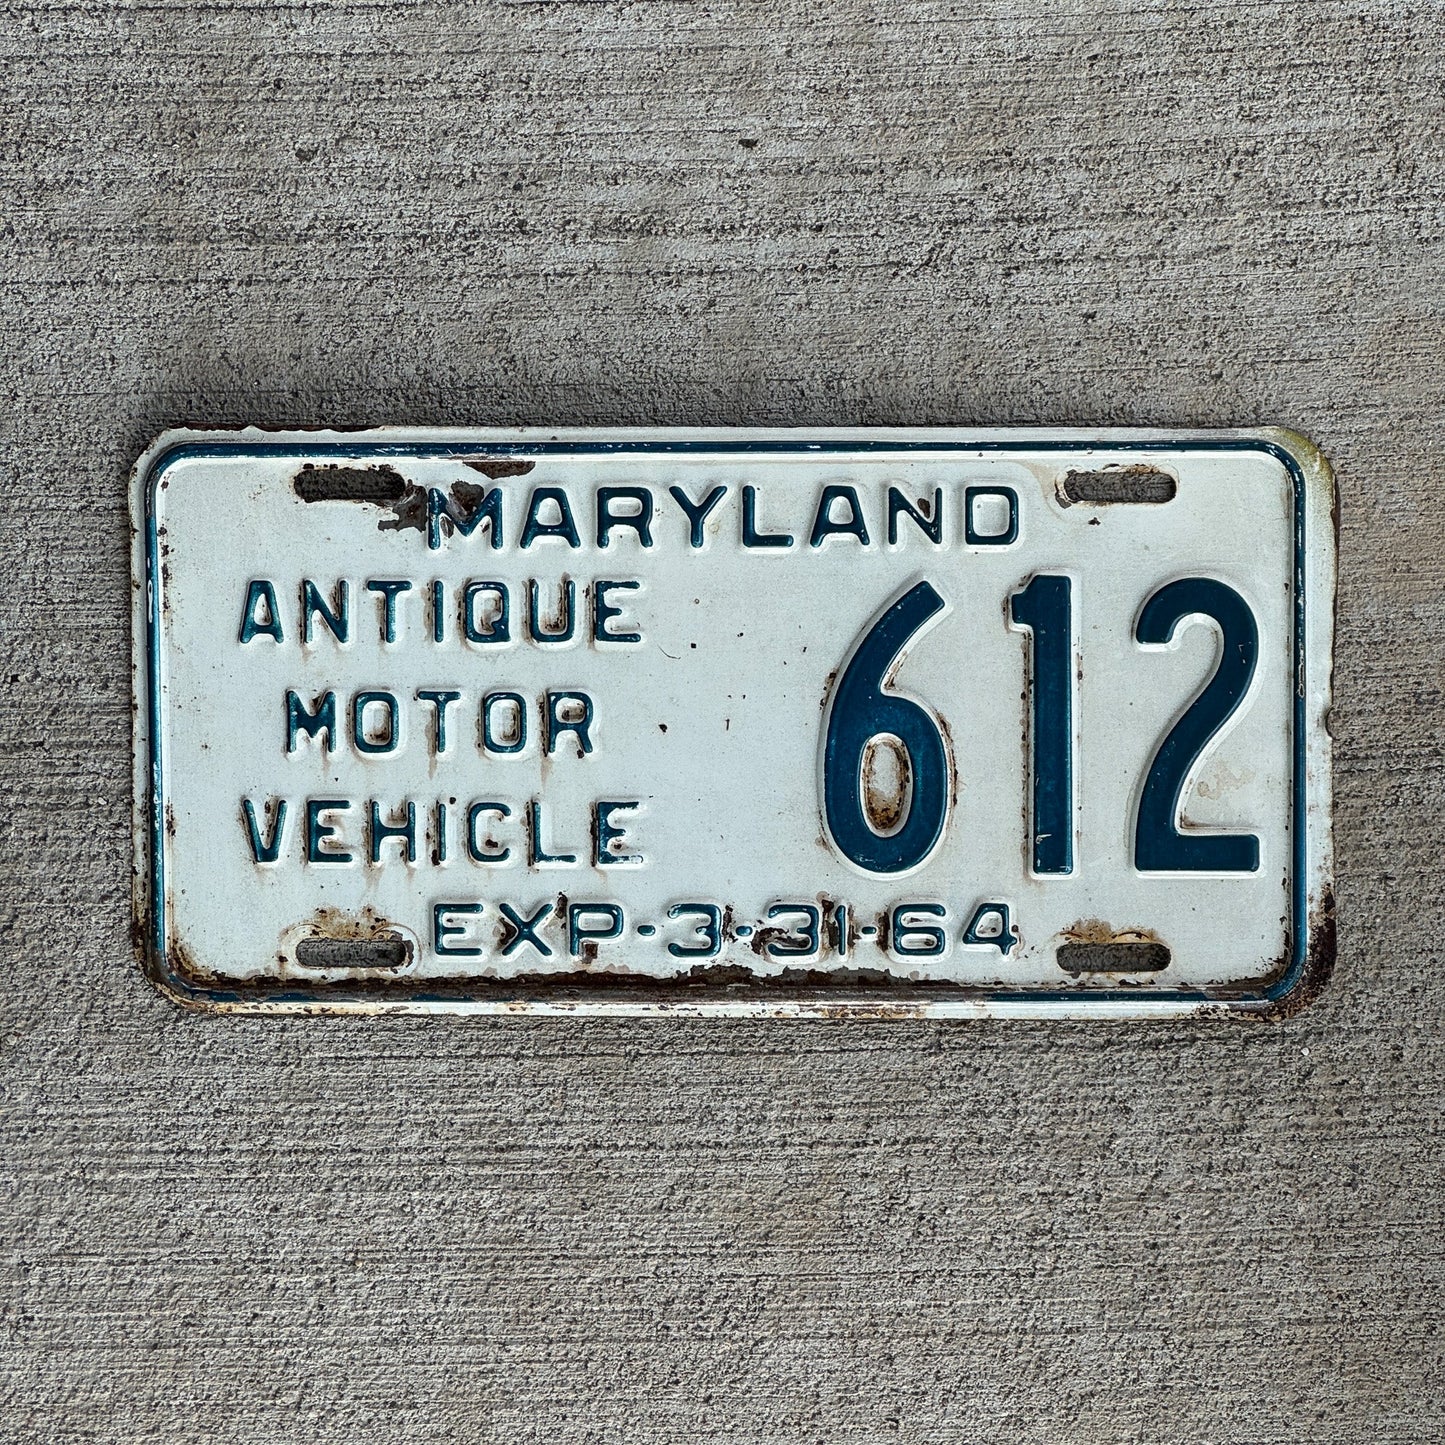 MARYLAND
ANTIQUE
MOTOR
VEHICLE
612
EXP-3-31-64